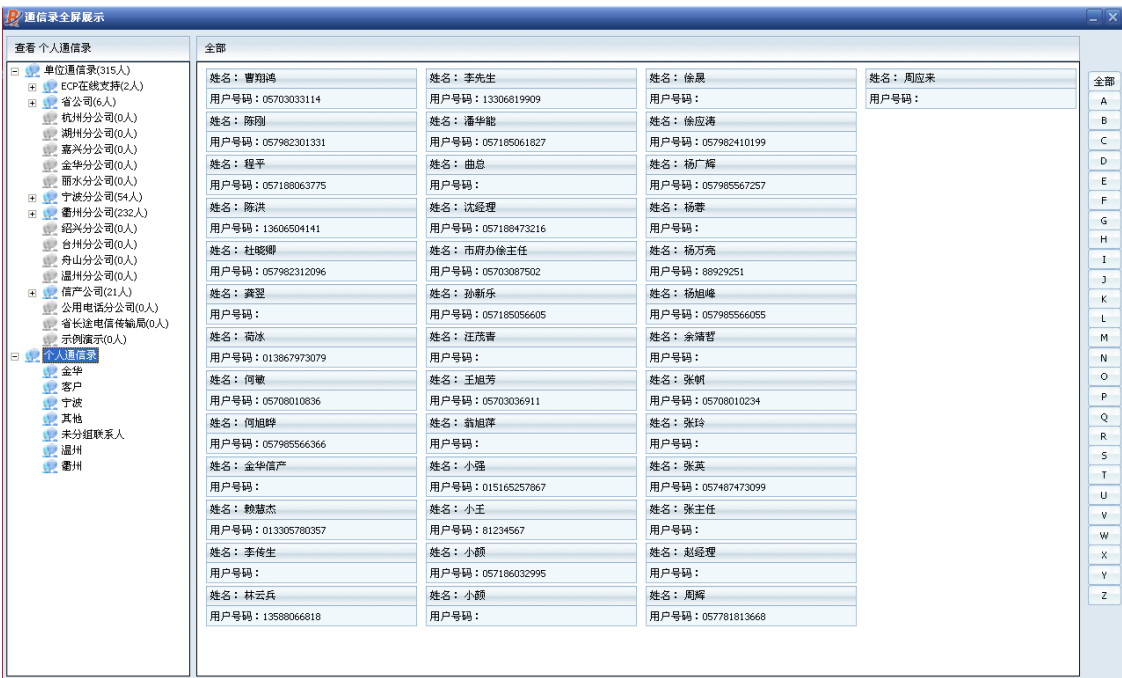 通信录全屏展示
查看 个人通信录
单位通信录(315人)
ECP在线支持(2人)
省公司(6人)
杭州分公司(0人)
湖州分公司(0人)
嘉兴分公司(0人)
金华分公司(0人)
丽水分公司(0人)
宁波分公司(54人)
衢州分公司(232人)
绍兴分公司(0人)
台州分公司(0人)
舟山分公司(0人)
温州分公司(0人)
信产公司(21人)
公用电话分公司(0人)
省长途电信传输局(0人)
示例演示(0人)
个人通信录
金华
客户
宁波
其他
未分组联系人
温州
衢州
全部
姓名：曹翔鸿
用户号码：05703033114
姓名：陈刚
用户号码：057982301331
姓名：程平
用户号码：057188063775
姓名：陈洪
用户号码：13606504141
姓名：杜晓卿
用户号码：057982312096
姓名：龚翌
用户号码：
姓名：荷冰
用户号码：013867973079
姓名：何敏
用户号码：05708010836
姓名：何旭晔
用户号码：057985566366
姓名：金华信产
用户号码：
姓名：赖慧杰
用户号码：013305780357
姓名：李传生
用户号码：
姓名：林云兵
用户号码：13588066818
姓名：李先生
用户号码：13306819909
姓名：潘华能
用户号码：057185061827
姓名：曲总
用户号码：
姓名：沈经理
用户号码：057188473216
姓名：市府办徐主任
用户号码：05703087502
姓名：孙新乐
用户号码：057185056605
姓名：汪茂青
用户号码：
姓名：王旭芳
用户号码：05703036911
姓名：翁旭萍
用户号码：
姓名：小强
用户号码：015165257867
姓名：小王
用户号码：81234567
姓名：小颜
用户号码：057186032995
姓名：小颜
用户号码：
姓名：徐晟
用户号码：
姓名：徐应涛
用户号码：057982410199
姓名：杨广辉
用户号码：057985567257
姓名：杨蓉
用户号码：
姓名：杨万亮
用户号码：88929251
姓名：杨旭峰
用户号码：057985566055
姓名：余靖哲
用户号码：
姓名：张帆
用户号码：05708010234
姓名：张玲
用户号码：
姓名：张英
用户号码：057487473099
姓名：张主任
用户号码：
姓名：赵经理
用户号码：
姓名：周辉
用户号码：057781813668
姓名：周应来
用户号码：
全部
A
B
C
D
E
F
G
H
I
J
K
L
M
N
O
P
Q
R
S
T
U
V
W
X
Y
Z